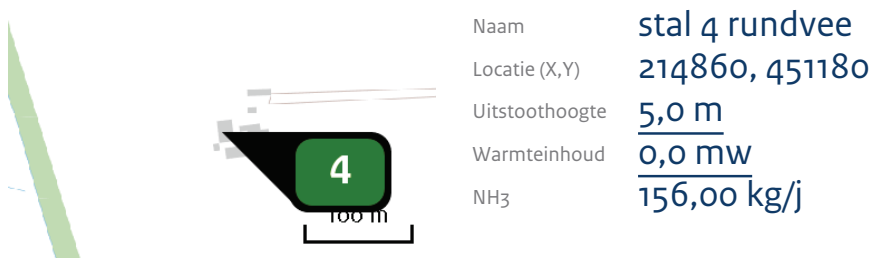 4
100 m
Naam stal 4 rundvee
Locatie (X,Y) 214860, 451180
Uitstoothoogte 5,0 m
Warmteinhoud 0,0 mw
NH3 156,00 kg/j